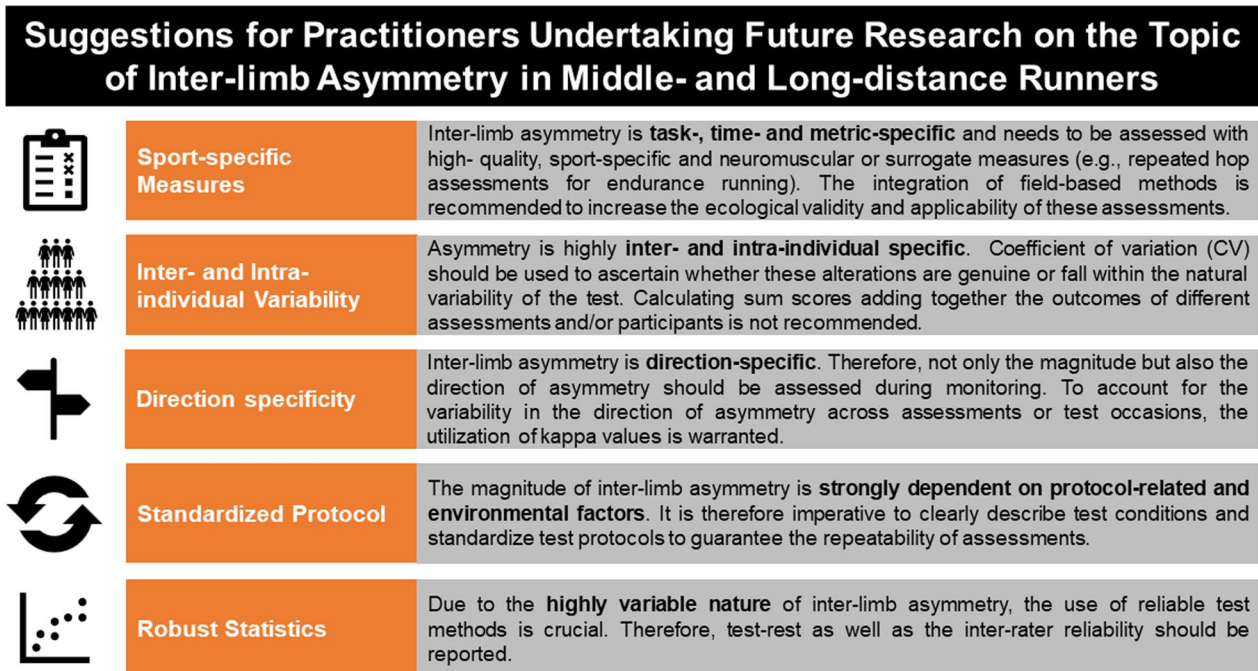 Suggestions for Practitioners Undertaking Future Research on the Topic
of Inter-limb Asymmetry in Middle- and Long-distance Runners
Sport-specific
Measures
Inter-limb asymmetry is task-, time- and metric-specific and needs to be assessed with
high- quality, sport-specific and neuromuscular or surrogate measures (e.g., repeated hop
assessments for endurance running). The integration of field-based methods is
recommended to increase the ecological validity and applicability of these assessments.
Inter- and Intra-
individual Variability
Asymmetry is highly inter- and intra-individual specific. Coefficient of variation (CV)
should be used to ascertain whether these alterations are genuine or fall within the natural
variability of the test. Calculating sum scores adding together the outcomes of different
assessments and/or participants is not recommended.
Direction specificity
Inter-limb asymmetry is direction-specific. Therefore, not only the magnitude but also the
direction of asymmetry should be assessed during monitoring. To account for the
variability in the direction of asymmetry across assessments or test occasions, the
utilization of kappa values is warranted.
Standardized Protocol
The magnitude of inter-limb asymmetry is strongly dependent on protocol-related and
environmental factors. It is therefore imperative to clearly describe test conditions and
standardize test protocols to guarantee the repeatability of assessments.
Robust Statistics
Due to the highly variable nature of inter-limb asymmetry, the use of reliable test
methods is crucial. Therefore, test-rest as well as the inter-rater reliability should be
reported.